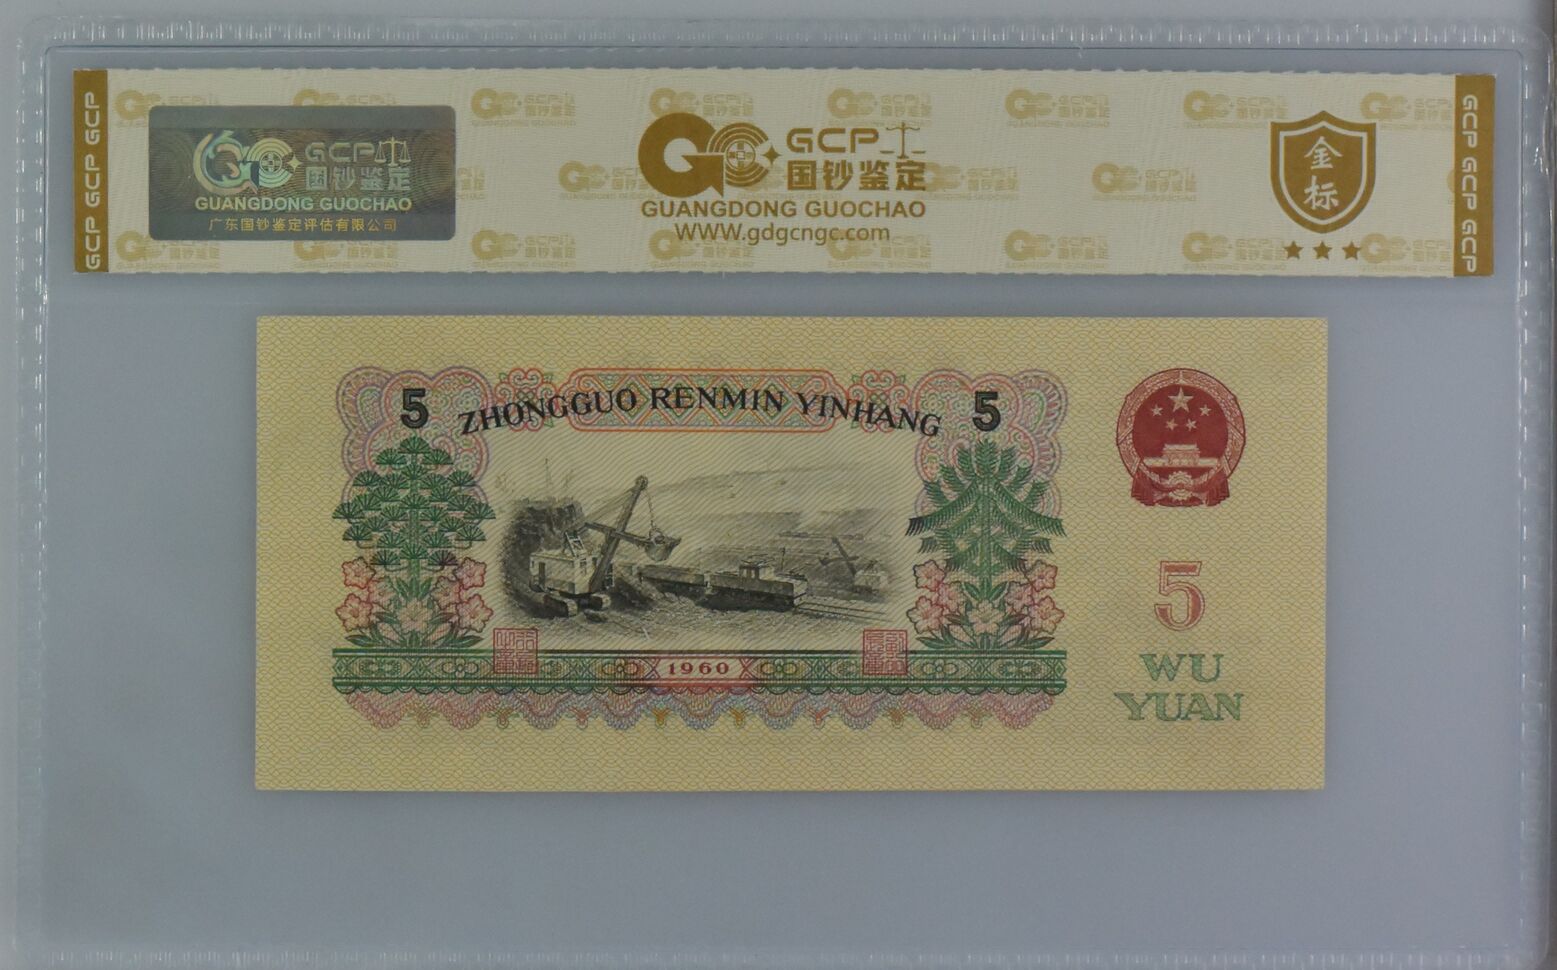 GCP GCP GCP
GCP
国钞鉴定
GUANGDONG GUOCHAO
广东国钞鉴定评估有限公司
GCP
国钞鉴定
GUANGDONG GUOCHAO
WWW.gdgcngc.com
金
标
GCP GCP GCP GCP
5
ZHONGGUO RENMIN YINHANG
5
1960
5
WU
YUAN